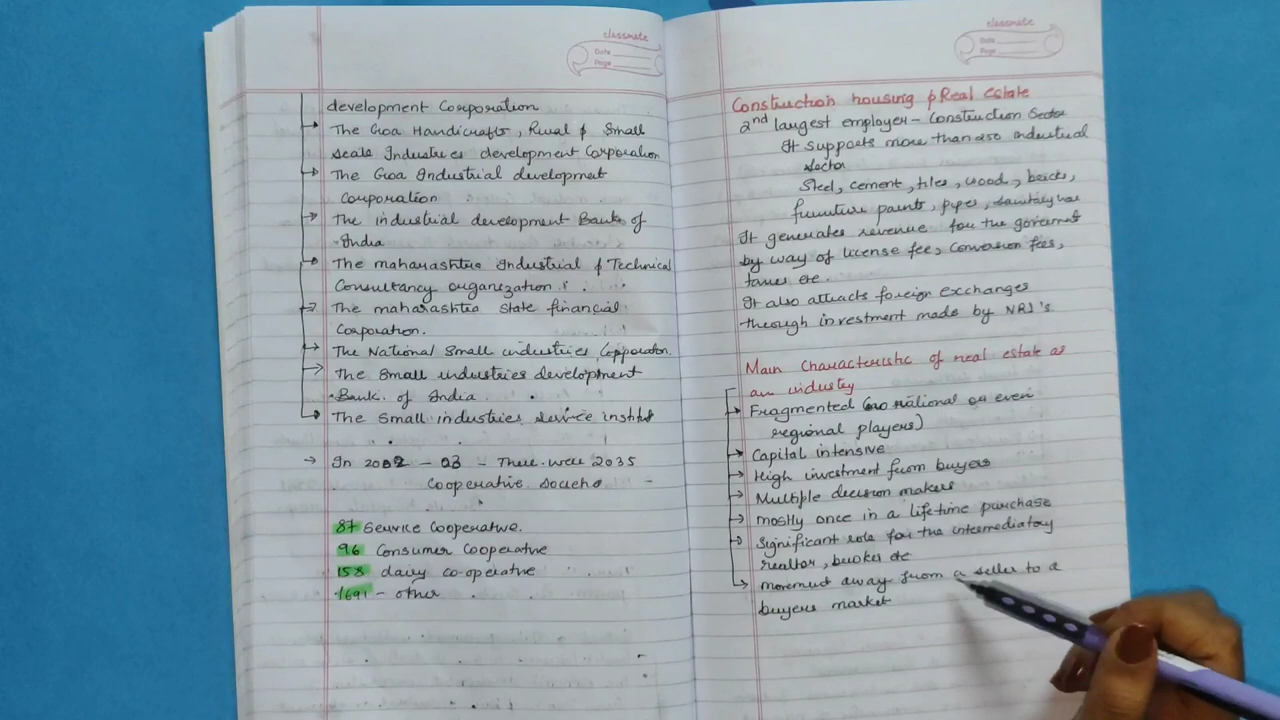 classmate
Date
Page
development Corporation
The Goa Handicrafts, Rural & Small
scale Industries development Corporation
The Goa Industrial development
Corporation
The industrial development Bank of
India
The maharashtra Industrial & Technical
Consultancy organization.
The maharashtra state financial
Corporation.
The National Small industries Corporation.
The Small industries development
Bank of India
The Small industries service institut
→ In 2002 - 03 - There were 2035
Cooperative
87 Service Cooperative.
96 Consumer Cooperative
158 dairy co-operative
1691 - other
classmate
Date
Page
Construction housing & Real Estate
2nd largest employer - Construction Sector
It supports more than 250 industrial
sector
Steel, cement, tiles, wood, bricks,
furniture paints, pipes,
It generates revenue for the
by way of license fee, Conversion fees,
taxes etc.
It also attracts foreign exchanges
through investment made by NRI's.
Main Characteristic of real estate as
an industry
Fragmented (no national or even
regional players)
Capital intensive
High investment from buyers
Multiple decision makers
mostly once in a lifetime purchase
Significant role for the intermediatory
realtor, broker etc
movement away from a seller to a
buyers market